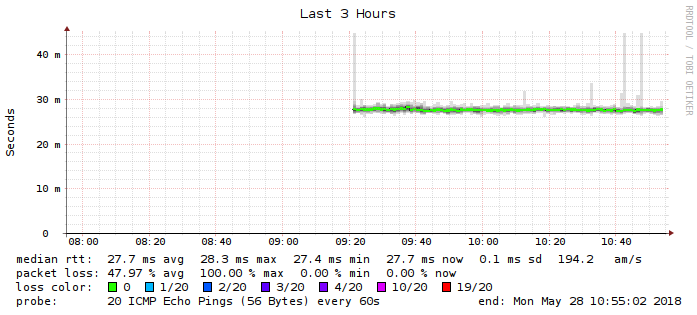 Last 3 Hours
RRDTOOL / TOBI OETIKER
Seconds
40 m
30 m
20 m
10 m
0
08:00 08:20 08:40 09:00 09:20 09:40 10:00 10:20 10:40
median rtt: 27.7 ms avg 28.3 ms max 27.4 ms min 27.7 ms now 0.1 ms sd 194.2 am/s
packet loss: 47.97 % avg 100.00 % max 0.00 % min 0.00 % now
loss color: 0 1/20 2/20 3/20 4/20 10/20 19/20
probe: 20 ICMP Echo Pings (56 Bytes) every 60s end: Mon May 28 10:55:02 2018